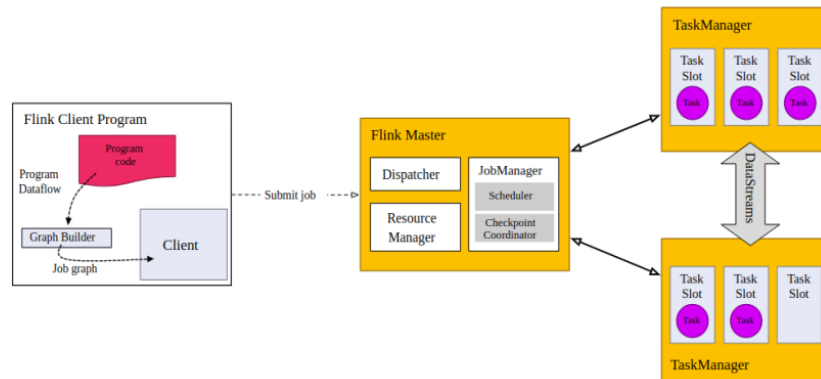 Flink Client Program
Program
code
Program
Dataflow
Graph Builder
Job graph
Client
Submit job
Flink Master
Dispatcher
Resource
Manager
JobManager
Scheduler
Checkpoint
Coordinator
TaskManager
Task
Slot
Task
Task
Slot
Task
Task
Slot
Task
DataStreams
Task
Slot
Task
Task
Slot
Task
Task
Slot
TaskManager